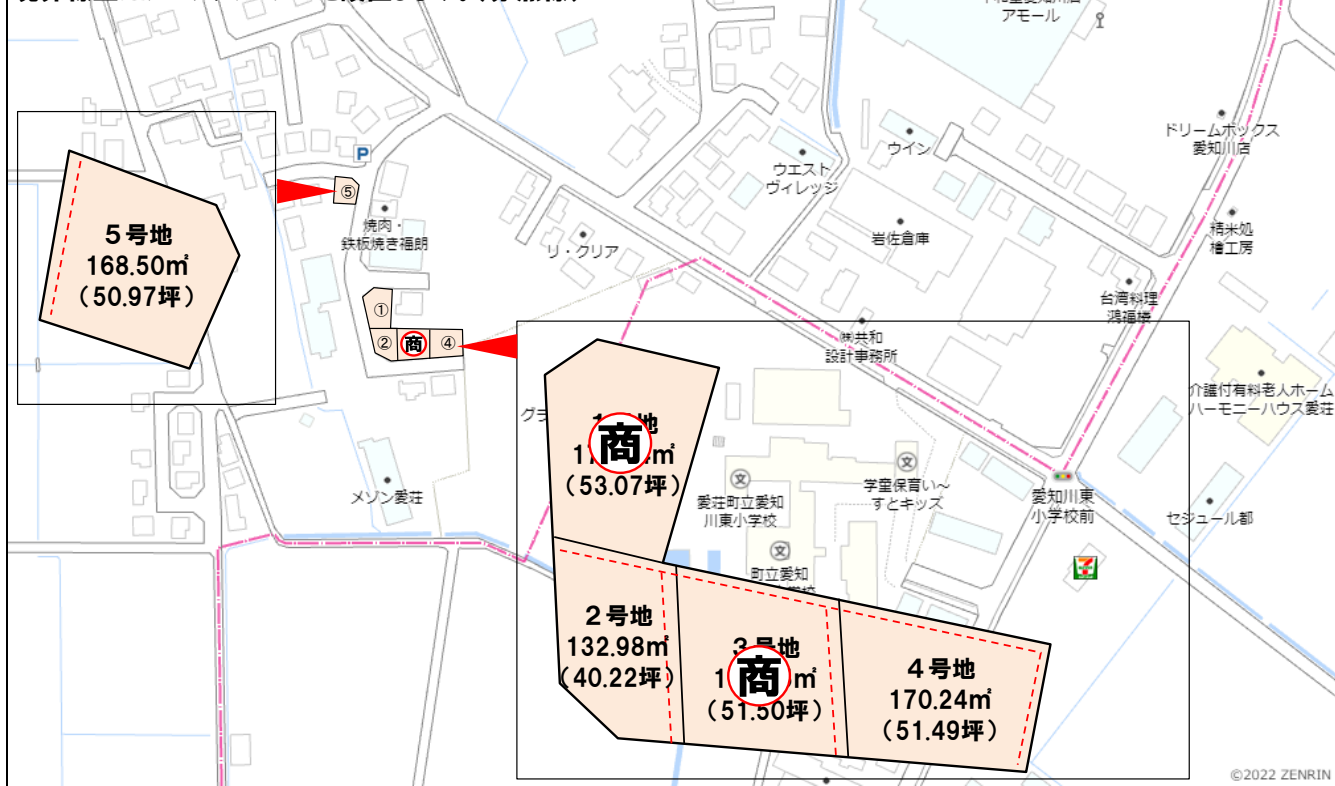 アモール
ドリームボックス
愛知川店
ウイン
ウエスト
ヴィレッジ
P
⑤
焼肉・
鉄板焼き福朗
リ・クリア
岩佐倉庫
精米処
檜工房
台湾料理
鴻福楼
5号地
168.50㎡
(50.97坪)
①
②
商
④
㈱共和
設計事務所
介護付有料老人ホーム
ハーモニーハウス愛荘
商
(53.07坪)
文
愛荘町立愛知
川東小学校
文
学童保育い~
すとキッズ
愛知川東
小学校前
セジュール都
メゾン愛荘
文
町立愛知
2号地
132.98㎡
(40.22坪)
3号地
商
(51.50坪)
4号地
170.24㎡
(51.49坪)
©2022 ZENRIN